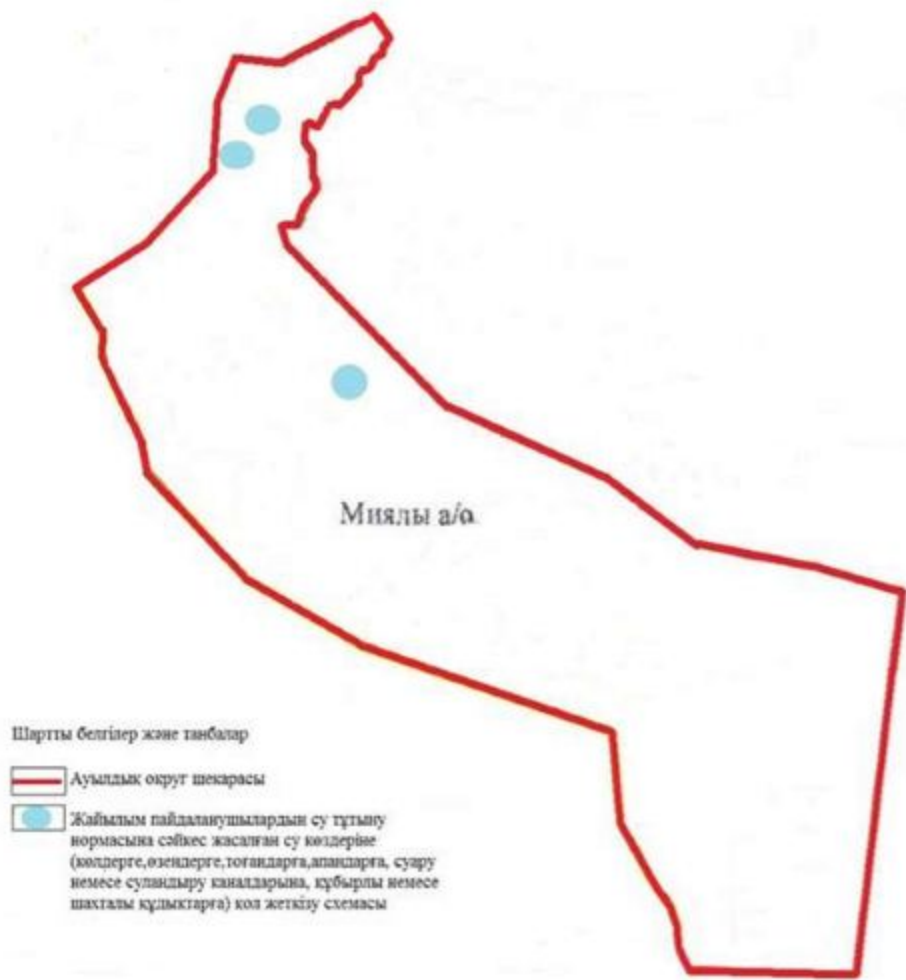 Миялы а/о
Шартты белгілер және таңбалар
Ауылдық округ шекарасы
Жайылым пайдаланушылардың су тұтыну
нормасына сәйкес жасалған су көздеріне
(көлдерге,өзендерге,тоғандарға,апандарға, суару
немесе суландыру каналдарына, құбырлы немесе
шахталы құдықтарға) қол жеткізу схемасы